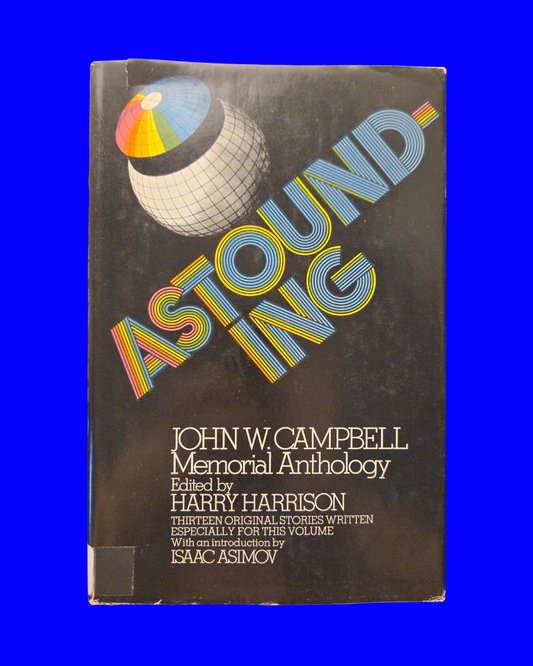 ASTOUND-
ING
JOHN W. CAMPBELL
Memorial Anthology
Edited by
HARRY HARRISON
THIRTEEN ORIGINAL STORIES WRITTEN
ESPECIALLY FOR THIS VOLUME
With an introduction by
ISAAC ASIMOV